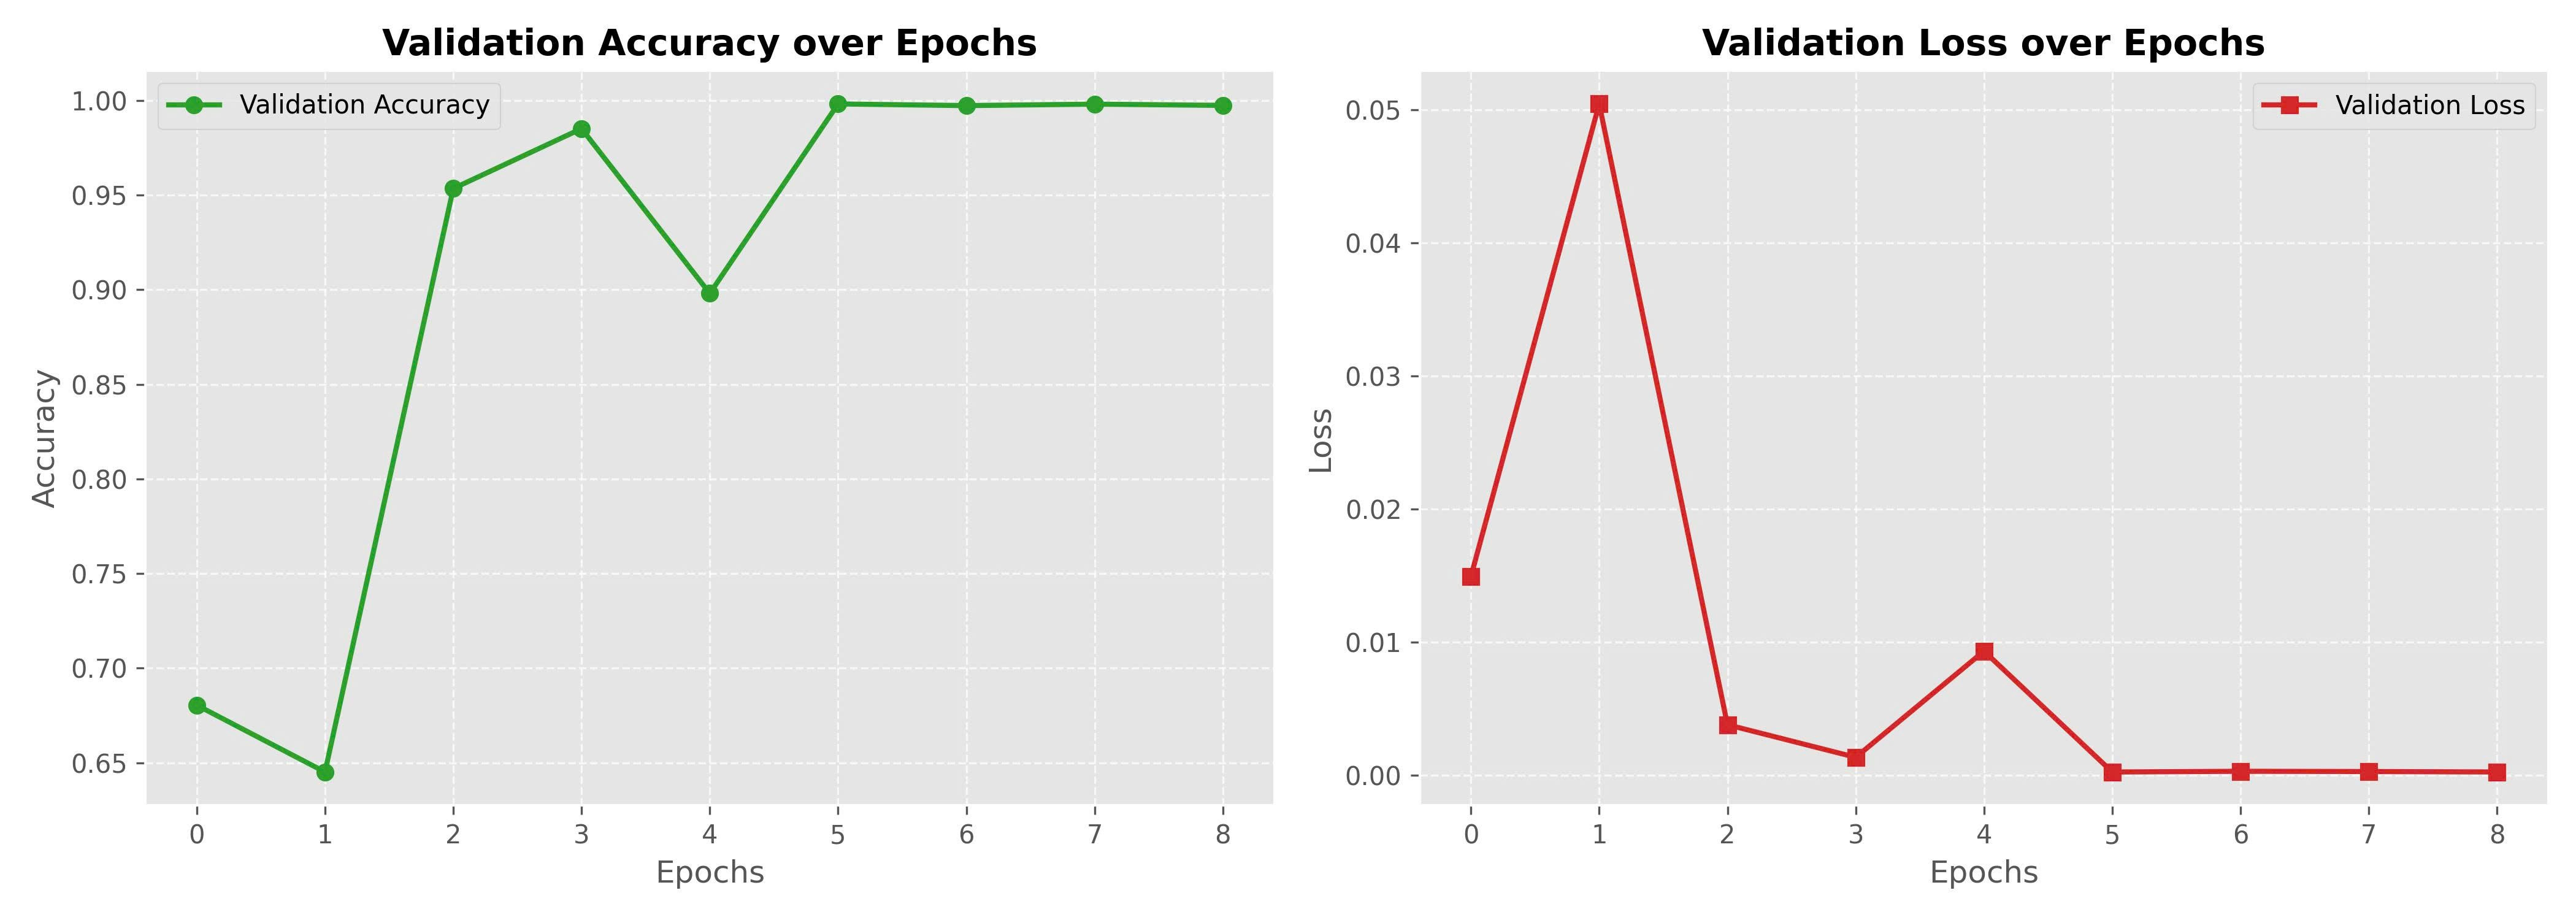 Validation Accuracy over Epochs
Validation Accuracy
1.00
0.95
0.90
0.85
0.80
0.75
0.70
0.65
Accuracy
0 1 2 3 4 5 6 7 8
Epochs
Validation Loss over Epochs
Validation Loss
0.05
0.04
0.03
0.02
0.01
0.00
Loss
0 1 2 3 4 5 6 7 8
Epochs